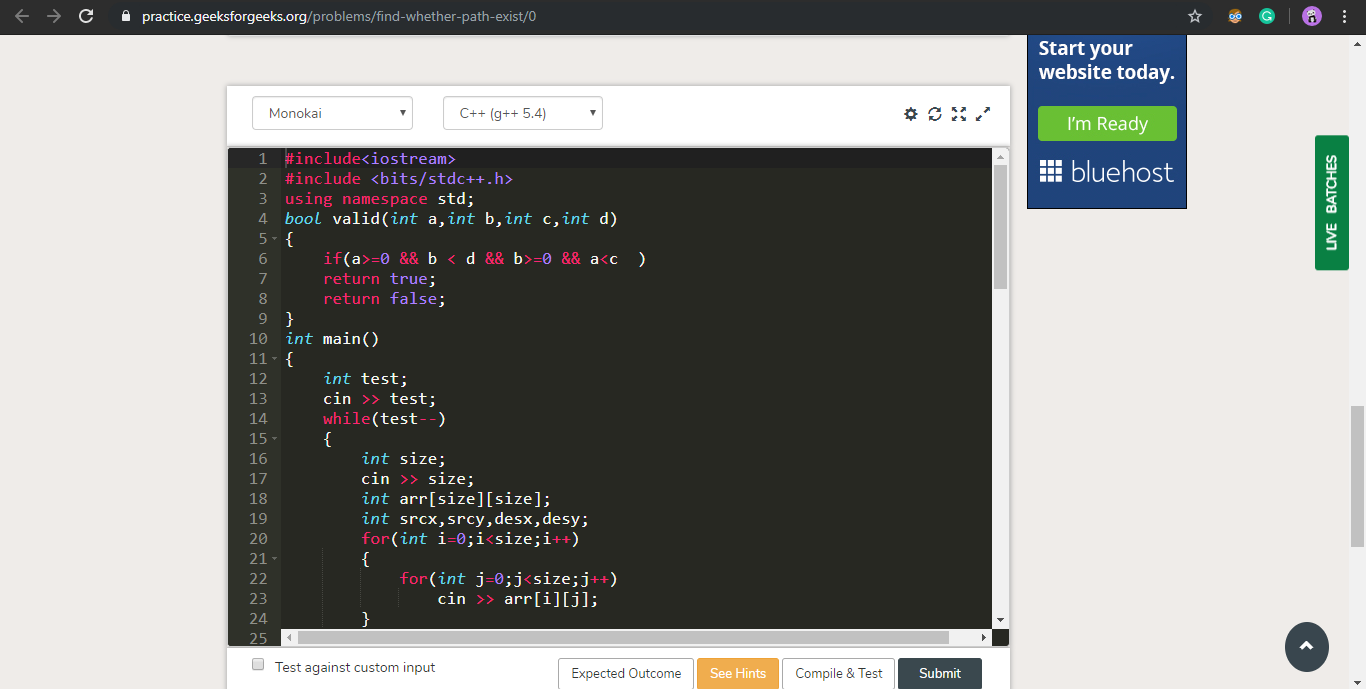 practice.geeksforgeeks.org/problems/find-whether-path-exist/0
Start your
website today.
I'm Ready
bluehost
LIVE BATCHES
Monokai
C++ (g++ 5.4)
1 #include<iostream>
2 #include <bits/stdc++.h>
3 using namespace std;
4 bool valid(int a,int b,int c,int d)
5 {
6     if(a>=0 && b < d && b>=0 && a<c  )
7     return true;
8     return false;
9 }
10 int main()
11 {
12     int test;
13     cin >> test;
14     while(test--)
15     {
16         int size;
17         cin >> size;
18         int arr[size][size];
19         int srcx,srcy,desx,desy;
20         for(int i=0;i<size;i++)
21         {
22             for(int j=0;j<size;j++)
23                 cin >> arr[i][j];
24         }
25
Test against custom input
Expected Outcome
See Hints
Compile & Test
Submit